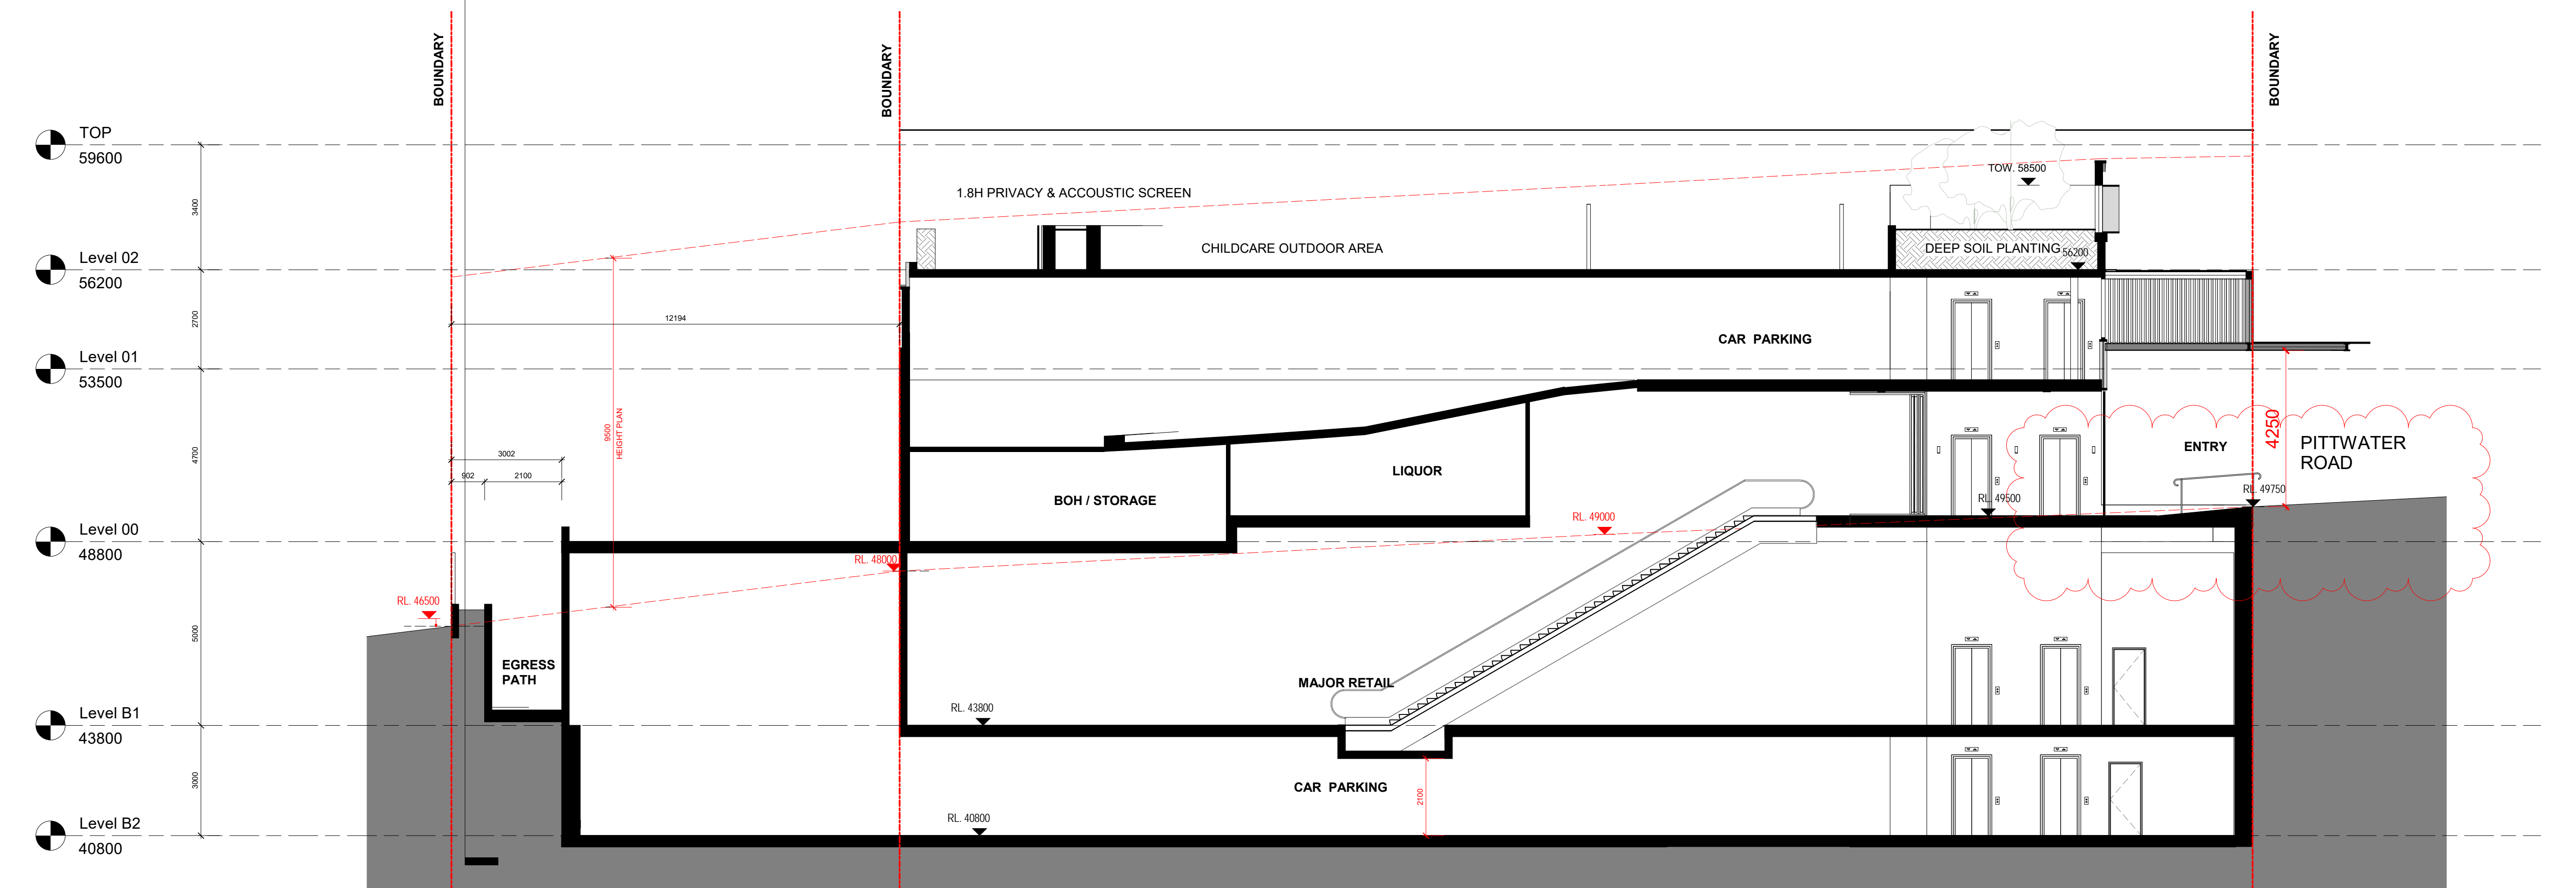 BOUNDARY
BOUNDARY
BOUNDARY
TOP
59600
3400
TOW. 58500
1.8H PRIVACY & ACCOUSTIC SCREEN
CHILDCARE OUTDOOR AREA
DEEP SOIL PLANTING
56200
Level 02
56200
2700
12194
CAR PARKING
Level 01
53500
9500
HEIGHT PLAN
4700
3002
902
2100
4250
PITTWATER
ROAD
ENTRY
LIQUOR
BOH / STORAGE
RL. 49750
RL. 49500
RL. 49000
Level 00
48800
RL. 48000
RL. 46500
5000
EGRESS
PATH
MAJOR RETAIL
RL. 43800
Level B1
43800
3000
CAR PARKING
2100
RL. 40800
Level B2
40800